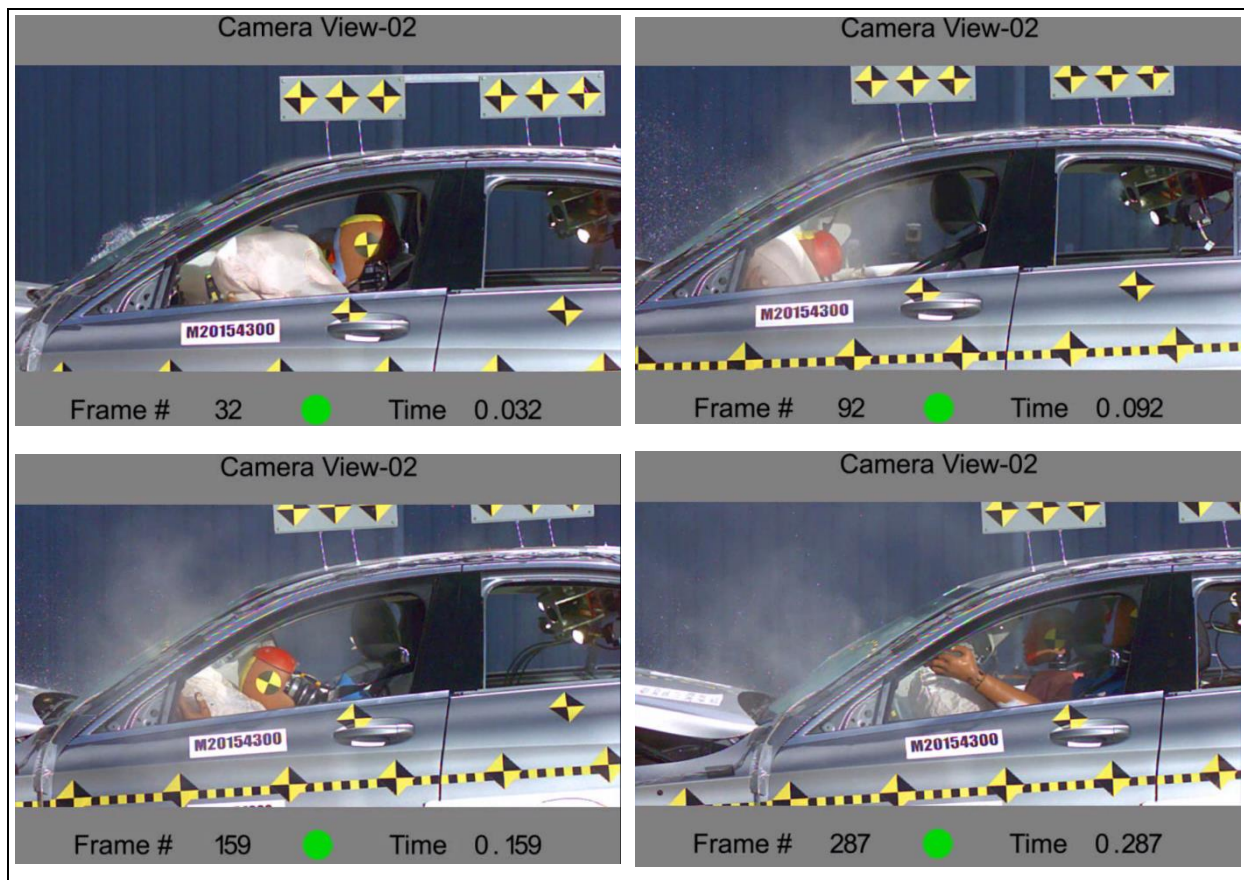 Camera View-02
M20154300
Frame # 32 Time 0.032
Camera View-02
M20154300
Frame # 92 Time 0.092
Camera View-02
M20154300
Frame # 159 Time 0.159
Camera View-02
M20154300
Frame # 287 Time 0.287